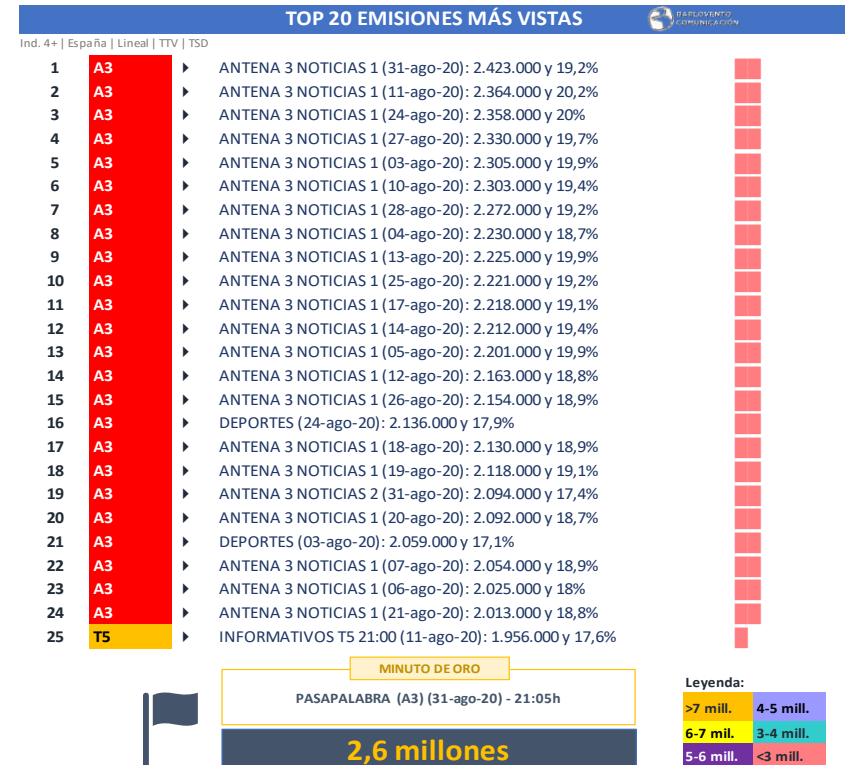 TOP 20 EMISIONES MÁS VISTAS
BARLOVENTO
COMUNICACIÓN
Ind. 4+ | España | Lineal | TTV | TSD
1 A3 ANTENA 3 NOTICIAS 1 (31-ago-20): 2.423.000 y 19,2%
2 A3 ANTENA 3 NOTICIAS 1 (11-ago-20): 2.364.000 y 20,2%
3 A3 ANTENA 3 NOTICIAS 1 (24-ago-20): 2.358.000 y 20%
4 A3 ANTENA 3 NOTICIAS 1 (27-ago-20): 2.330.000 y 19,7%
5 A3 ANTENA 3 NOTICIAS 1 (03-ago-20): 2.305.000 y 19,9%
6 A3 ANTENA 3 NOTICIAS 1 (10-ago-20): 2.303.000 y 19,4%
7 A3 ANTENA 3 NOTICIAS 1 (28-ago-20): 2.272.000 y 19,2%
8 A3 ANTENA 3 NOTICIAS 1 (04-ago-20): 2.230.000 y 18,7%
9 A3 ANTENA 3 NOTICIAS 1 (13-ago-20): 2.225.000 y 19,9%
10 A3 ANTENA 3 NOTICIAS 1 (25-ago-20): 2.221.000 y 19,2%
11 A3 ANTENA 3 NOTICIAS 1 (17-ago-20): 2.218.000 y 19,1%
12 A3 ANTENA 3 NOTICIAS 1 (14-ago-20): 2.212.000 y 19,4%
13 A3 ANTENA 3 NOTICIAS 1 (05-ago-20): 2.201.000 y 19,9%
14 A3 ANTENA 3 NOTICIAS 1 (12-ago-20): 2.163.000 y 18,8%
15 A3 ANTENA 3 NOTICIAS 1 (26-ago-20): 2.154.000 y 18,9%
16 A3 DEPORTES (24-ago-20): 2.136.000 y 17,9%
17 A3 ANTENA 3 NOTICIAS 1 (18-ago-20): 2.130.000 y 18,9%
18 A3 ANTENA 3 NOTICIAS 1 (19-ago-20): 2.118.000 y 19,1%
19 A3 ANTENA 3 NOTICIAS 2 (31-ago-20): 2.094.000 y 17,4%
20 A3 ANTENA 3 NOTICIAS 1 (20-ago-20): 2.092.000 y 18,7%
21 A3 DEPORTES (03-ago-20): 2.059.000 y 17,1%
22 A3 ANTENA 3 NOTICIAS 1 (07-ago-20): 2.054.000 y 18,9%
23 A3 ANTENA 3 NOTICIAS 1 (06-ago-20): 2.025.000 y 18%
24 A3 ANTENA 3 NOTICIAS 1 (21-ago-20): 2.013.000 y 18,8%
25 T5 INFORMATIVOS T5 21:00 (11-ago-20): 1.956.000 y 17,6%
MINUTO DE ORO
PASAPALABRA (A3) (31-ago-20) - 21:05h
2,6 millones
Leyenda:
>7 mill. 4-5 mill.
6-7 mil. 3-4 mill.
5-6 mill. <3 mill.